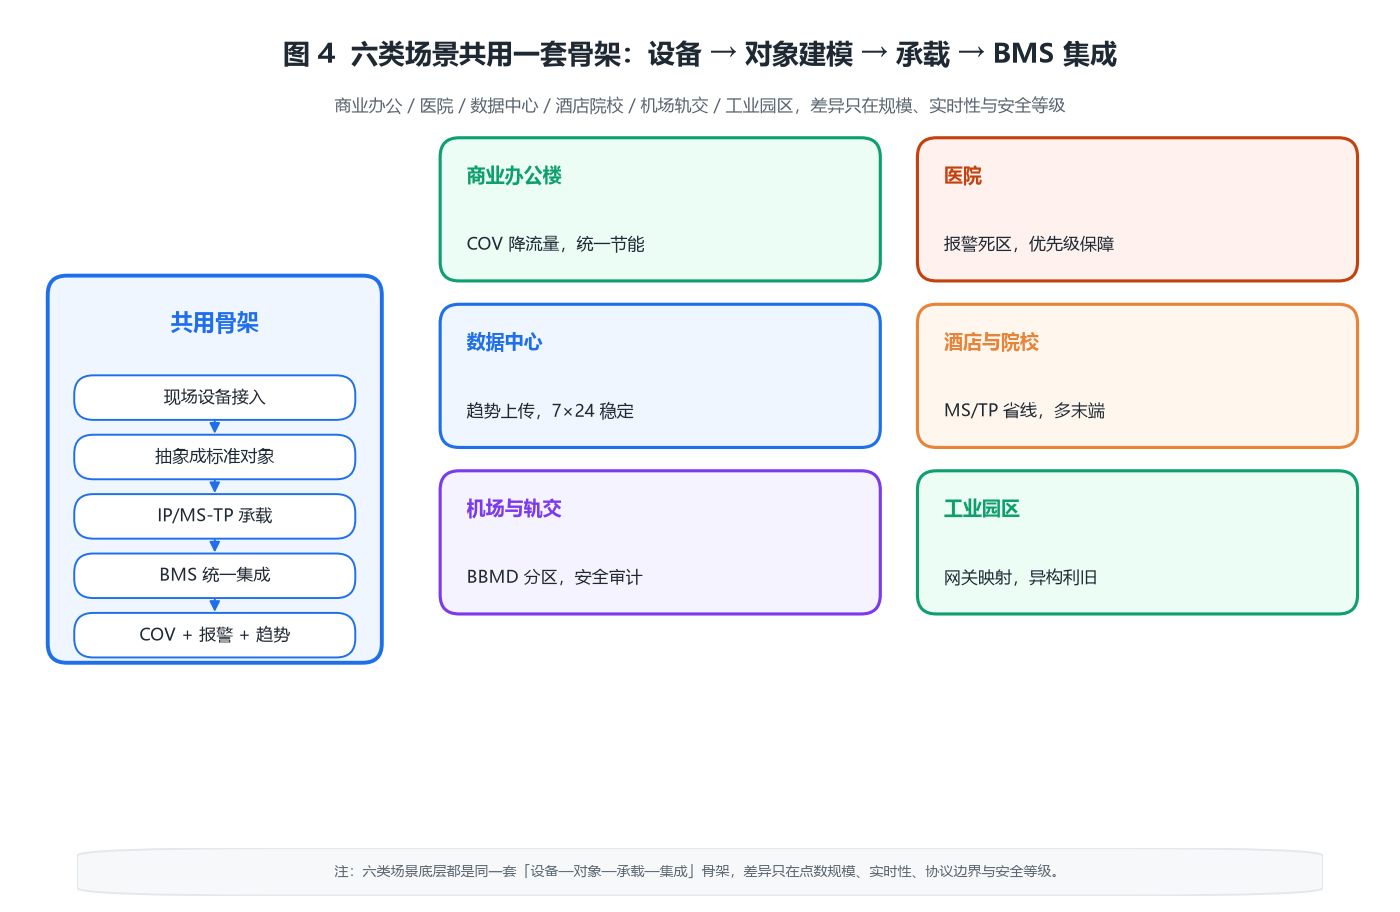 图 4  六类场景共用一套骨架：设备 → 对象建模 → 承载 → BMS 集成
商业办公 / 医院 / 数据中心 / 酒店院校 / 机场轨交 / 工业园区，差异只在规模、实时性与安全等级
共用骨架
现场设备接入
抽象成标准对象
IP/MS-TP 承载
BMS 统一集成
COV + 报警 + 趋势
商业办公楼
COV 降流量，统一节能
医院
报警死区，优先级保障
数据中心
趋势上传，7×24 稳定
酒店与院校
MS/TP 省线，多末端
机场与轨交
BBMD 分区，安全审计
工业园区
网关映射，异构利旧
注：六类场景底层都是同一套「设备—对象—承载—集成」骨架，差异只在点数规模、实时性、协议边界与安全等级。